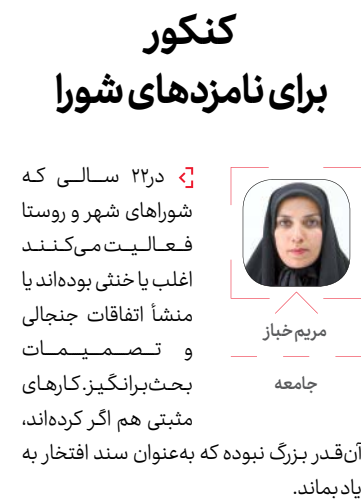 کنکور
برای نامزدهای شورا
در۲۲ سالی که
شوراهای شهر و روستا
فعالیت می‌کنند
اغلب یا خنثی بوده‌اند یا
منشأ اتفاقات جنجالی
و تصمیمات
بحث‌برانگیز. کارهای
مثبتی هم اگر کرده‌اند،
آن‌قدر بزرگ نبوده که به‌عنوان سند افتخار به
یاد بماند.
مریم خباز
جامعه